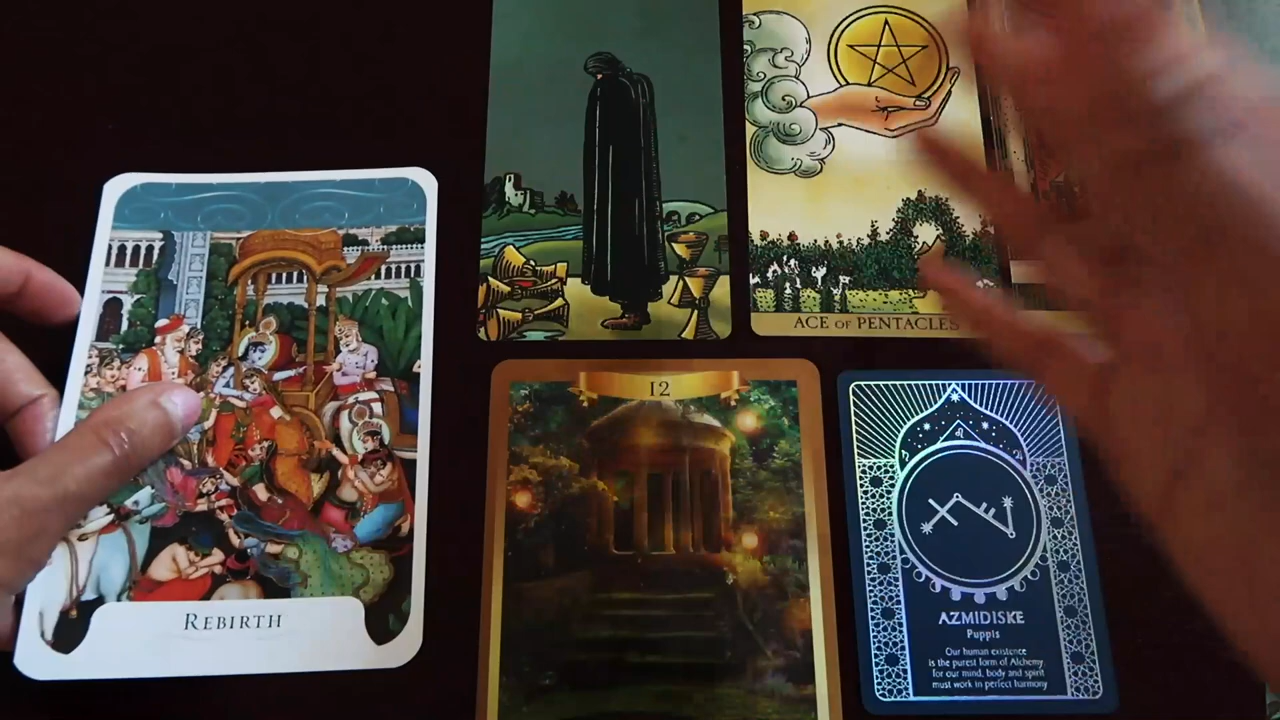 ACE OF PENTACLES
12
REBIRTH
AZMIDISKE
Puppis
Our human existence
is the purest form of Alchemy
for our mind, body and spirit
must work in perfect harmony